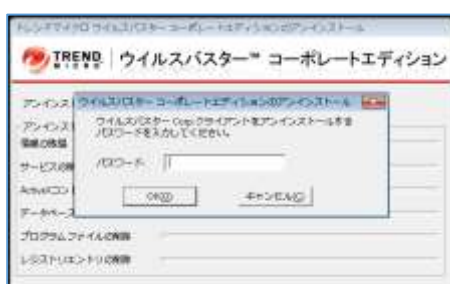 トレンドマイクロ ウイルスバスター コーポレートエディションのアンインストール
TREND MICRO ウイルスバスター™ コーポレートエディション
アンインス
ウイルスバスター コーポレートエディションのアンインストール
ウイルスバスター Corp.クライアントをアンインストールする
パスワードを入力してください。
アンインス
情報の収集
サービスの
パスワード:
OK(O)
キャンセル(C)
データベース
プログラムファイルの削除
レジストリエントリの削除